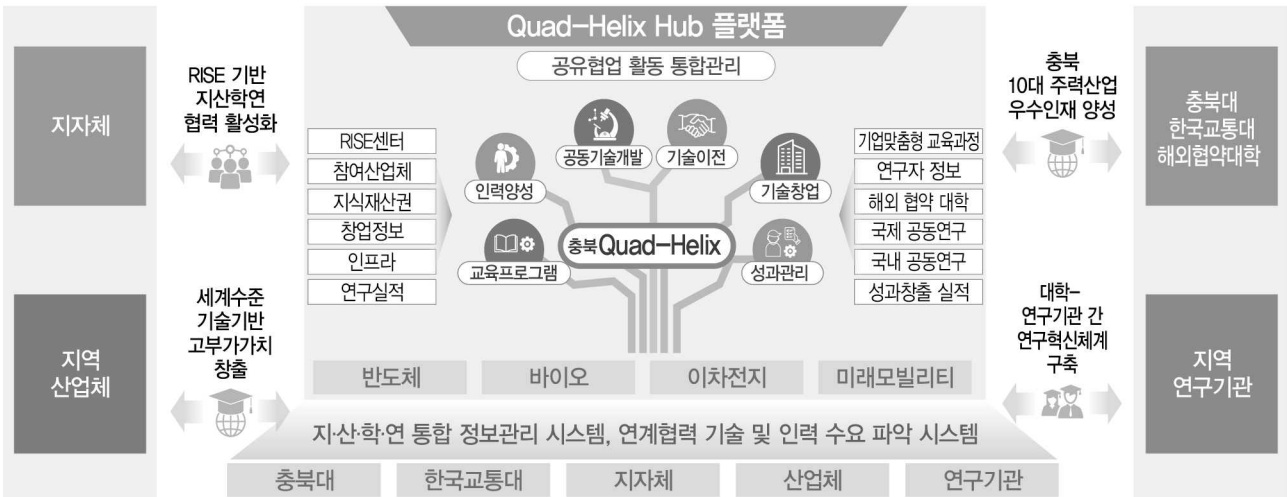 Quad-Helix Hub 플랫폼
공유협업 활동 통합관리
지자체
RISE 기반
지산학연
협력 활성화
지역
산업체
세계수준
기술기반
고부가가치
창출
RISE센터
참여산업체
지식재산권
창업정보
인프라
연구실적
인력양성
공동기술개발
기술이전
기술창업
교육프로그램
충북Quad-Helix
성과관리
기업맞춤형 교육과정
연구자 정보
해외 협약 대학
국제 공동연구
국내 공동연구
성과창출 실적
충북
10대 주력산업
우수인재 양성
충북대
한국교통대
해외협약대학
대학-
연구기관 간
연구혁신체계
구축
지역
연구기관
반도체
바이오
이차전지
미래모빌리티
지·산·학·연 통합 정보관리 시스템, 연계협력 기술 및 인력 수요 파악 시스템
충북대
한국교통대
지자체
산업체
연구기관